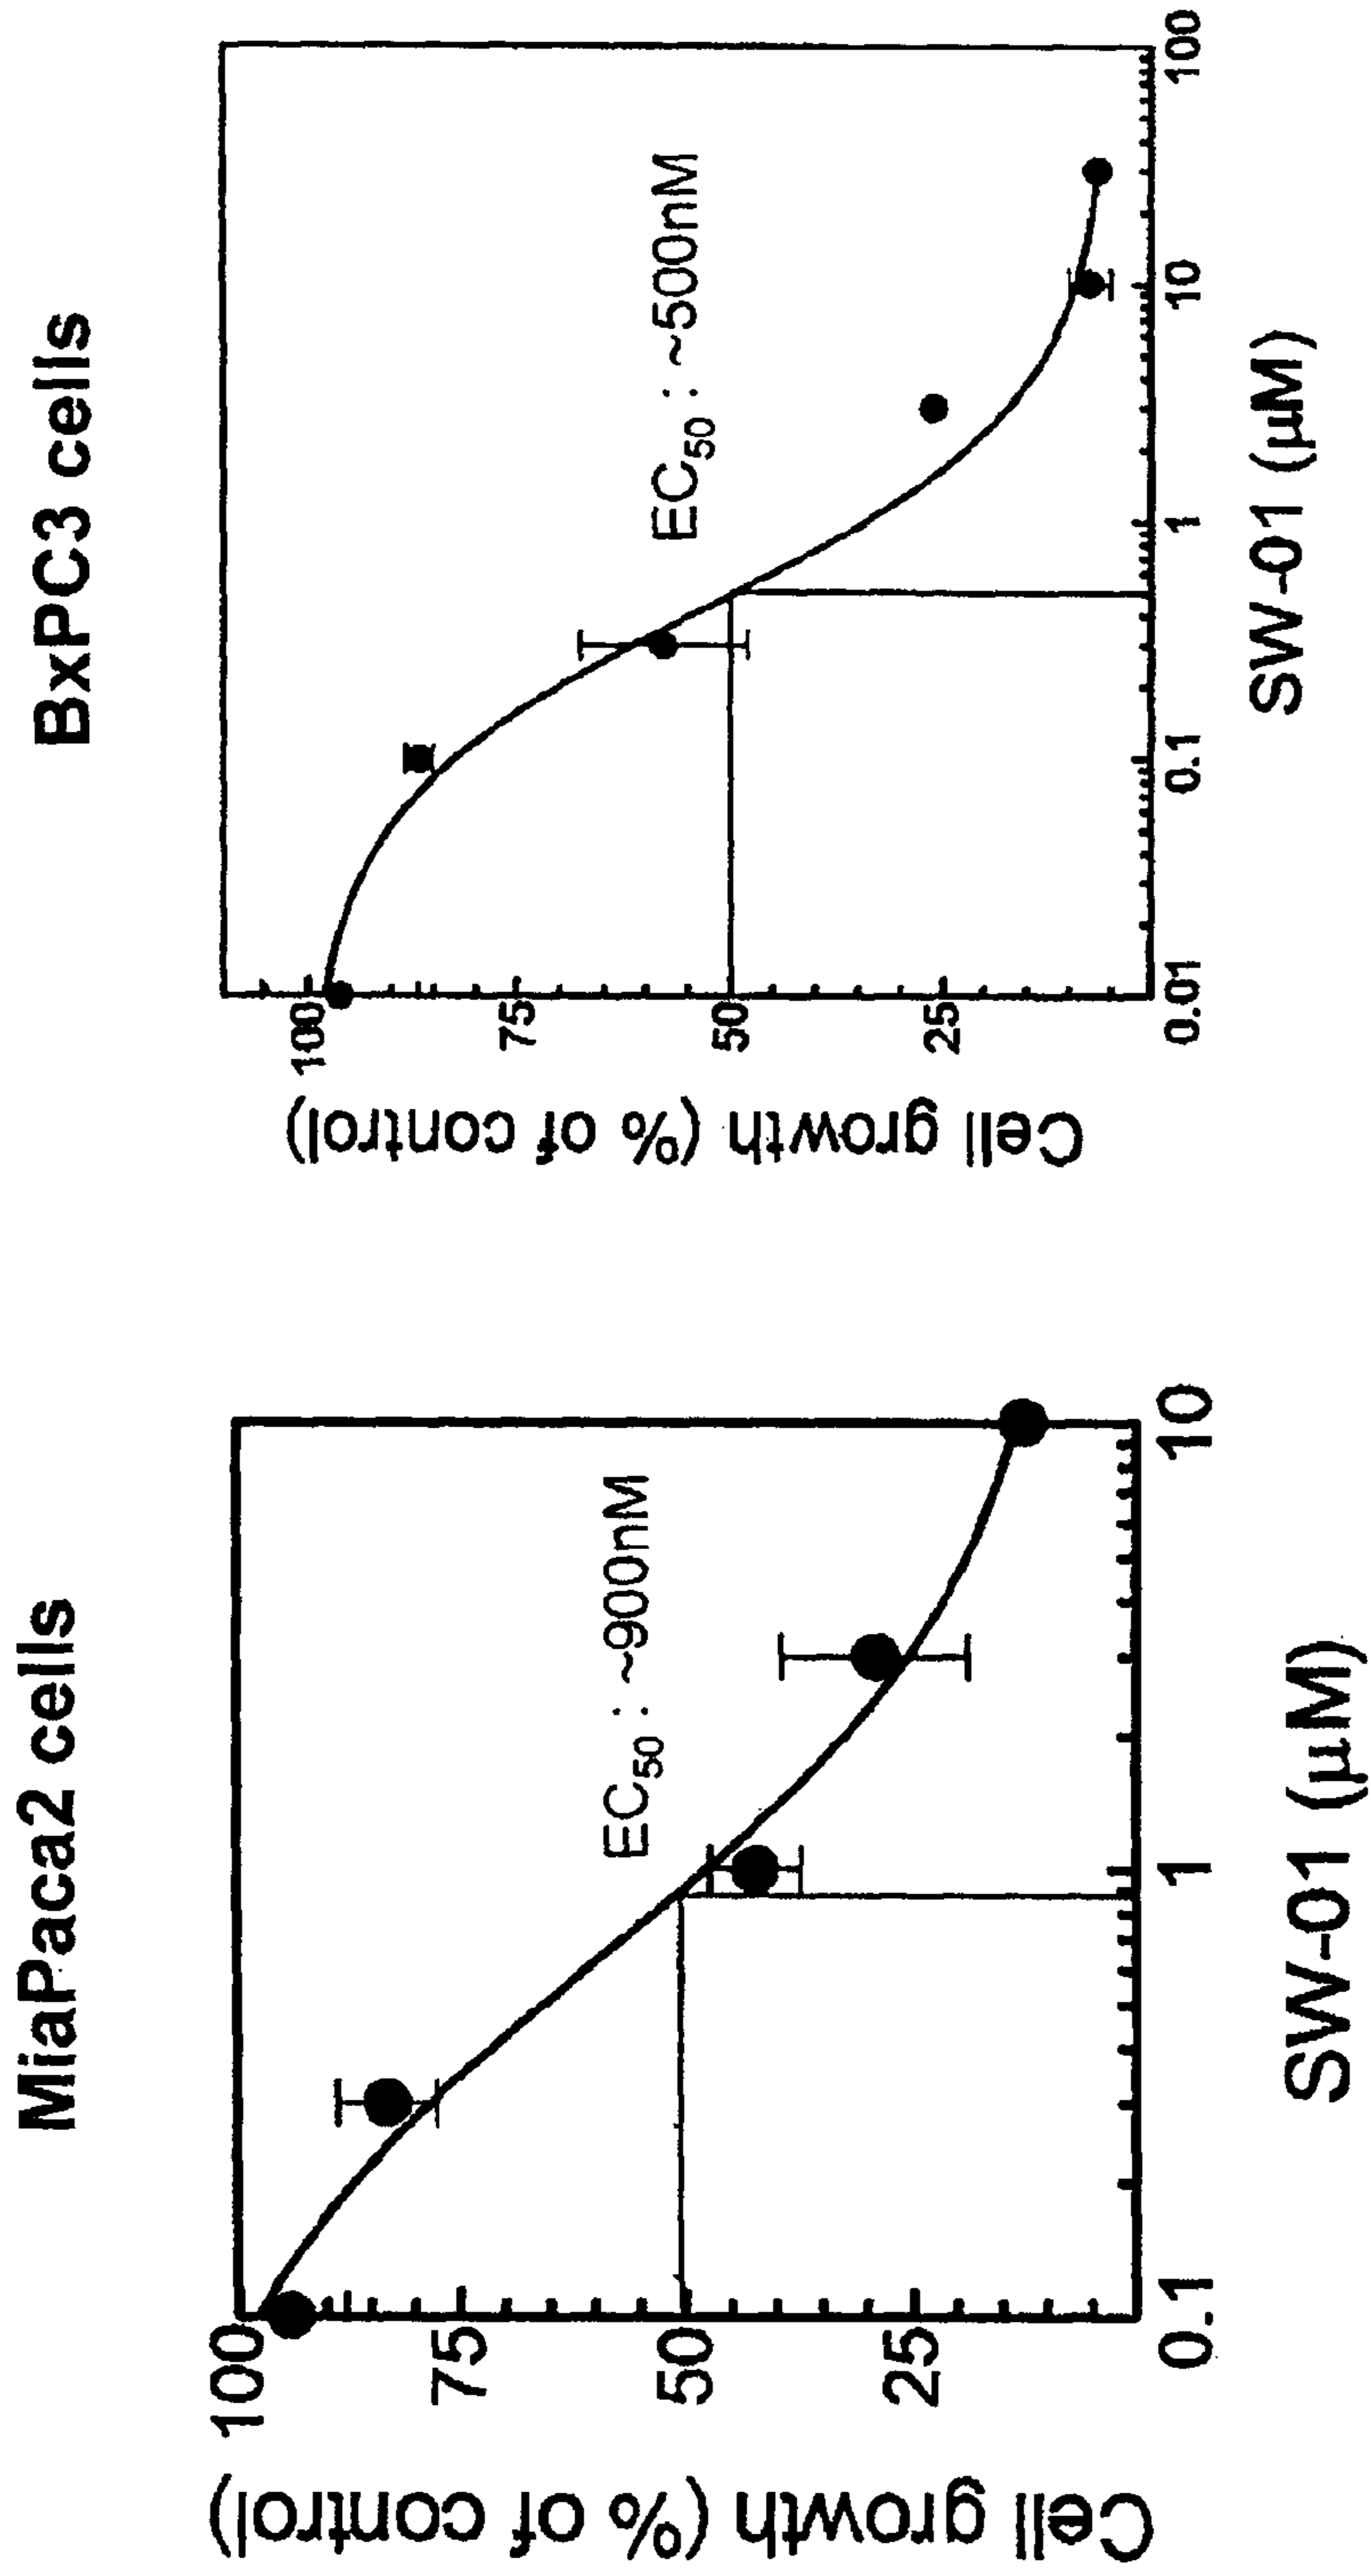 MiaPaca2 cells
Cell growth (% of control)
100
75
50
25
EC50 : ~900nM
0.1
1
10
SW-01 (µM)
BxPC3 cells
Cell growth (% of control)
100
75
50
25
EC50 : ~500nM
0.01
0.1
1
10
100
SW-01 (µM)